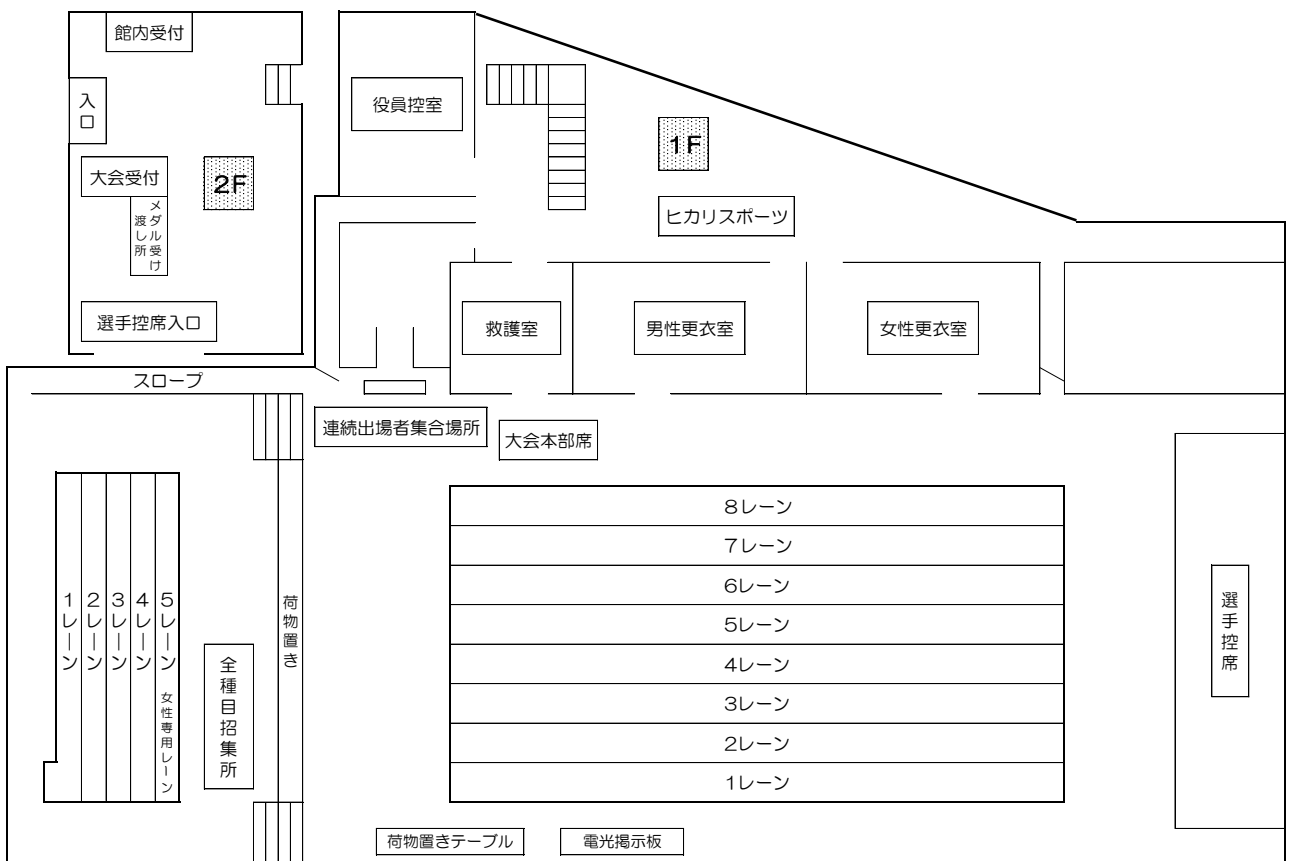 館内受付
入口
役員控室
1F
大会受付
2F
メダル受け
渡し所
ヒカリスポーツ
選手控席入口
救護室
男性更衣室
女性更衣室
スロープ
連続出場者集合場所
大会本部席
8レーン
7レーン
6レーン
5レーン
4レーン
3レーン
2レーン
1レーン
1レーン
2レーン
3レーン
4レーン
5レーン 女性専用レーン
全種目招集所
荷物置き
選手控席
荷物置きテーブル
電光掲示板